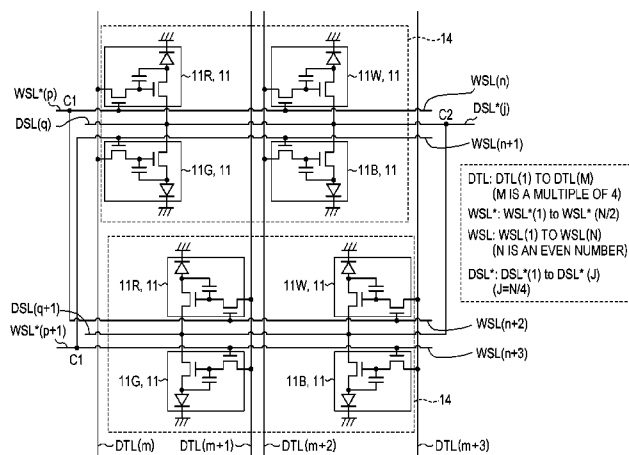 14
11R, 11
11W, 11
WSL*(p)
C1
WSL(n)
C2
DSL*(j)
DSL(q)
WSL(n+1)
11G, 11
11B, 11
DTL: DTL(1) TO DTL(M)
(M IS A MULTIPLE OF 4)
WSL*: WSL*(1) to WSL* (N/2)
WSL: WSL(1) TO WSL(N)
(N IS AN EVEN NUMBER)
DSL*: DSL*(1) to DSL* (J)
(J=N/4)
11R, 11
11W, 11
DSL(q+1)
WSL(n+2)
WSL*(p+1)
C1
WSL(n+3)
11G, 11
11B, 11
14
DTL(m)
DTL(m+1)
DTL(m+2)
DTL(m+3)